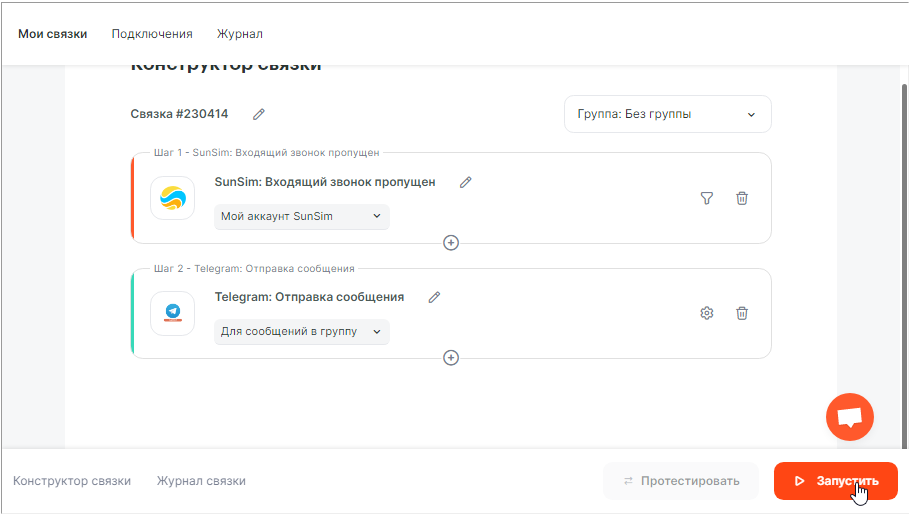 Мои связки Подключения Журнал
Конструктор связки
Связка #230414
Группа: Без группы
Шаг 1 - SunSim: Входящий звонок пропущен
SunSim: Входящий звонок пропущен
Мой аккаунт SunSim
Шаг 2 - Telegram: Отправка сообщения
Telegram: Отправка сообщения
Для сообщений в группу
Конструктор связки Журнал связки Протестировать Запустить